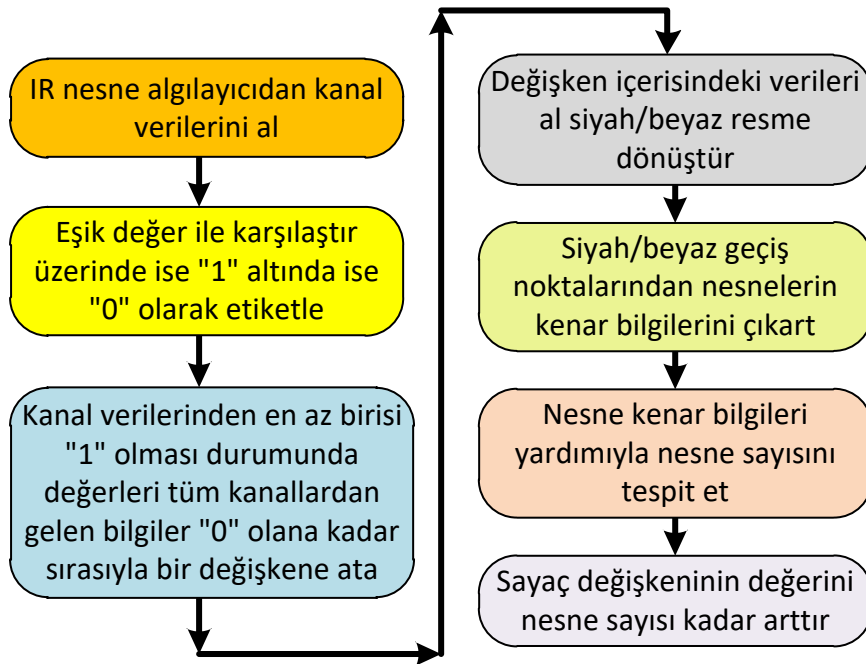 IR nesne algılayıcıdan kanal
verilerini al
Eşik değer ile karşılaştır
üzerinde ise "1" altında ise
"0" olarak etiketle
Kanal verilerinden en az birisi
"1" olması durumunda
değerleri tüm kanallardan
gelen bilgiler "0" olana kadar
sırasıyla bir değişkene ata
Değişken içerisindeki verileri
al siyah/beyaz resme
dönüştür
Siyah/beyaz geçiş
noktalarından nesnelerin
kenar bilgilerini çıkart
Nesne kenar bilgileri
yardımıyla nesne sayısını
tespit et
Sayaç değişkeninin değerini
nesne sayısı kadar arttır